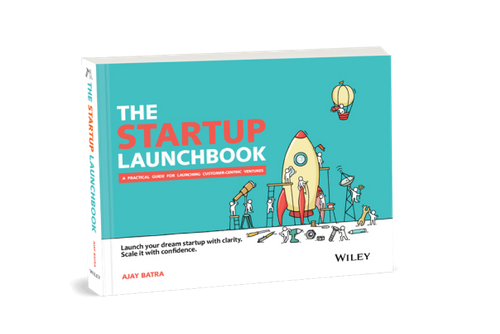 THE
STARTUP
LAUNCHBOOK
A PRACTICAL GUIDE FOR LAUNCHING CUSTOMER-CENTRIC VENTURES
Launch your dream startup with clarity.
Scale it with confidence.
AJAY BATRA
WILEY
THE STARTUP LAUNCHBOOK
AJAY BATRA
WILEY